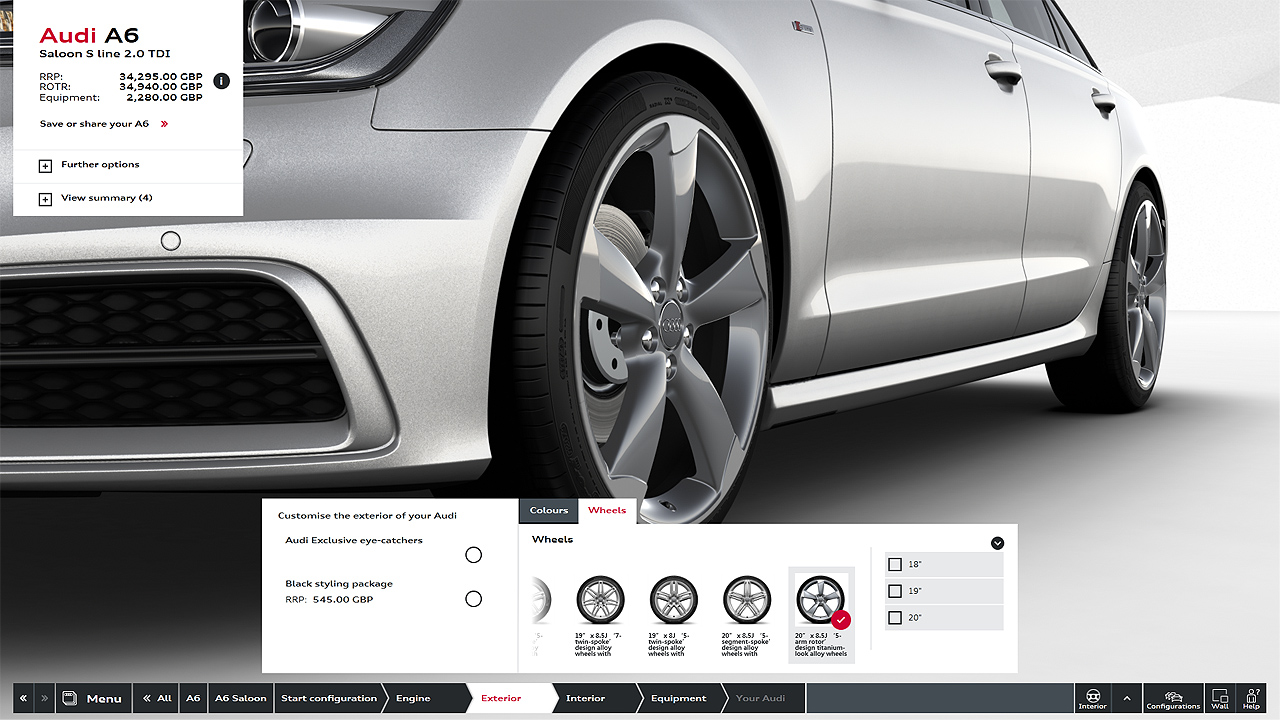 Audi A6
Saloon S line 2.0 TDI
RRP: 34,295.00 GBP
ROTR: 34,940.00 GBP
Equipment: 2,280.00 GBP
Save or share your A6 »
Further options
View summary (4)
Customise the exterior of your Audi
Audi Exclusive eye-catchers
Black styling package
RRP: 545.00 GBP
Colours
Wheels
Wheels
19" x 8.5J '7-
twin-spoke'
design alloy
wheels with
19" x 8J '5-
twin-spoke'
design alloy
wheels with
20" x 8.5J '5-
segment-spoke'
design alloy
wheels with
20" x 8.5J '5-
arm rotor'
design titanium-
look alloy wheels
18"
19"
20"
« » Menu « All A6 A6 Saloon Start configuration Engine Exterior Interior Equipment Your Audi Interior Configurations Wall Help